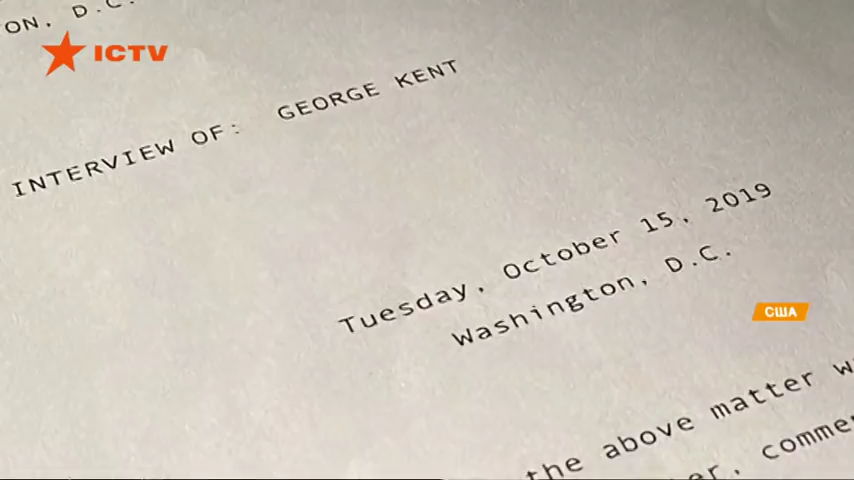 ON, D.C.
ICTV
INTERVIEW OF: GEORGE KENT
Tuesday, October 15, 2019
Washington, D.C.
США
the above matter
comme